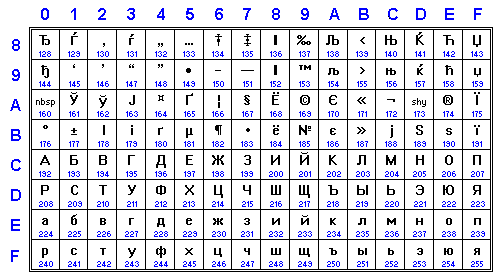 0 1 2 3 4 5 6 7 8 9 A B C D E F
8 Ђ Ѓ ‚ ѓ „ … † ‡ | ‰ Љ ‹ Њ Ќ Ћ Џ
128 129 130 131 132 133 134 135 136 137 138 139 140 141 142 143
9 ђ ‘ ’ “ ” • – — | ™ љ › њ ќ ћ џ
144 145 146 147 148 149 150 151 152 153 154 155 156 157 158 159
A nbsp Ў ў Ј ¤ Ґ ¦ § Ё © Є « ¬ shy ® Ї
160 161 162 163 164 165 166 167 168 169 170 171 172 173 174 175
B ° ± І і ґ µ ¶ · ё № є » ј Ѕ ѕ ї
176 177 178 179 180 181 182 183 184 185 186 187 188 189 190 191
C А Б В Г Д Е Ж З И Й К Л М Н О П
192 193 194 195 196 197 198 199 200 201 202 203 204 205 206 207
D Р С Т У Ф Х Ц Ч Ш Щ Ъ Ы Ь Э Ю Я
208 209 210 211 212 213 214 215 216 217 218 219 220 221 222 223
E а б в г д е ж з и й к л м н о п
224 225 226 227 228 229 230 231 232 233 234 235 236 237 238 239
F р с т у ф х ц ч ш щ ъ ы ь э ю я
240 241 242 243 244 245 246 247 248 249 250 251 252 253 254 255